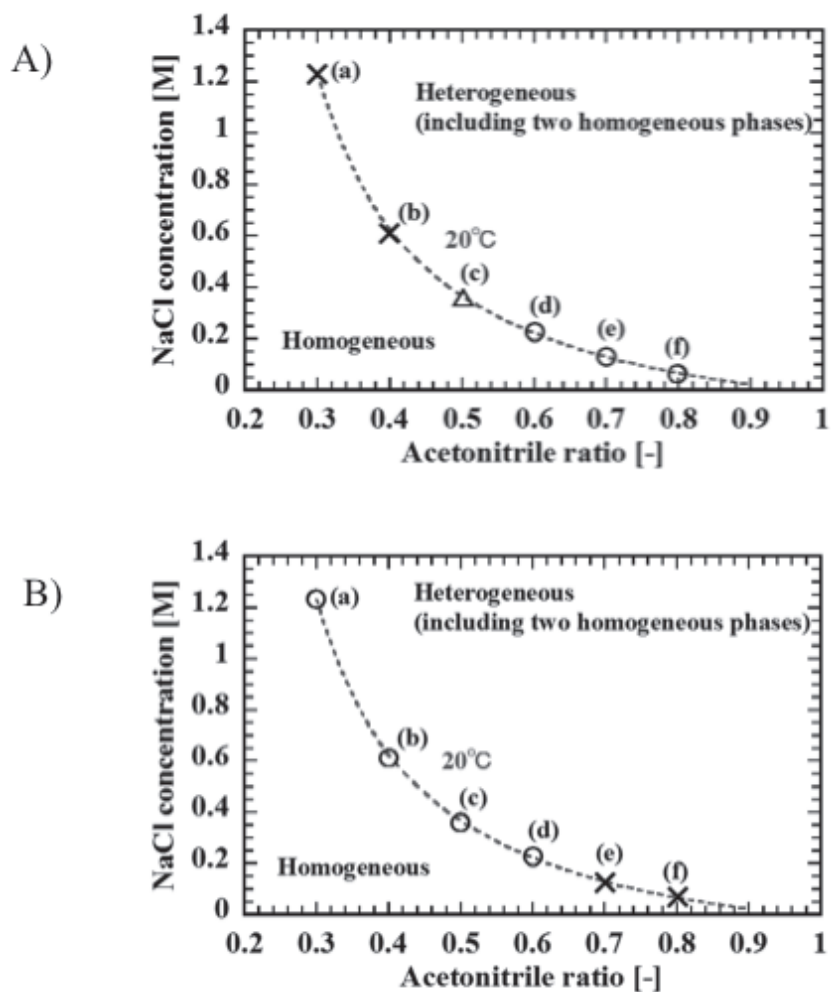 A)
NaCl concentration [M]
1.4
1.2
1
0.8
0.6
0.4
0.2
0
(a)
Heterogeneous
(including two homogeneous phases)
(b)
20℃
(c)
(d)
(e)
(f)
Homogeneous
0.2 0.3 0.4 0.5 0.6 0.7 0.8 0.9 1
Acetonitrile ratio [-]
B)
NaCl concentration [M]
1.4
1.2
1
0.8
0.6
0.4
0.2
0
Heterogeneous
(a)
(including two homogeneous phases)
(b)
20℃
(c)
(d)
(e)
(f)
Homogeneous
0.2 0.3 0.4 0.5 0.6 0.7 0.8 0.9 1
Acetonitrile ratio [-]